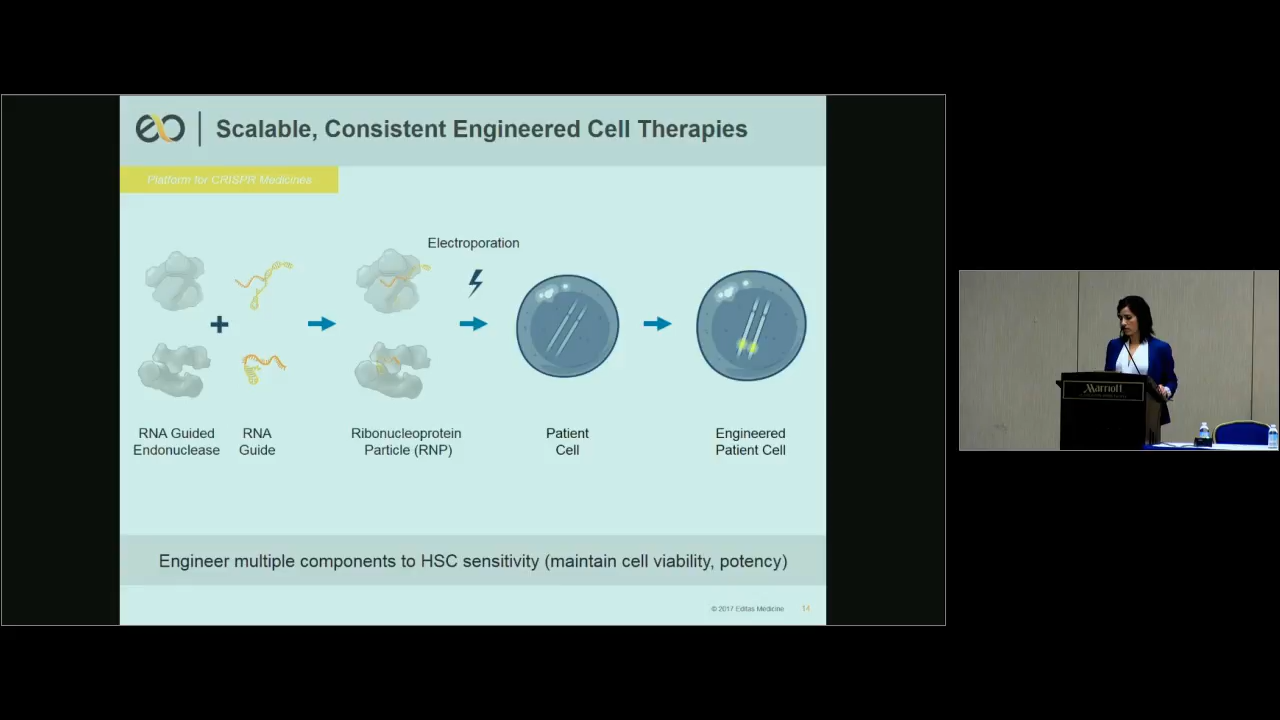 Scalable, Consistent Engineered Cell Therapies
Platform for CRISPR Medicines
Electroporation
RNA Guided
Endonuclease
RNA
Guide
Ribonucleoprotein
Particle (RNP)
Patient
Cell
Engineered
Patient Cell
Engineer multiple components to HSC sensitivity (maintain cell viability, potency)
© 2017 Editas Medicine 14
Marriott